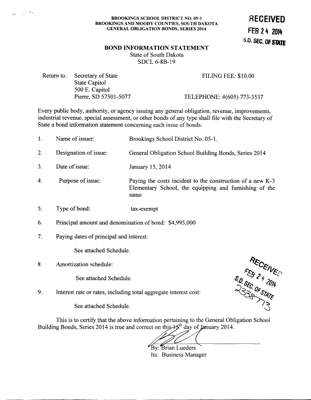 BROOKINGS SCHOOL DISTRICT NO. 05-1
BROOKINGS AND MOODY COUNTIES, SOUTH DAKOTA
GENERAL OBLIGATION BONDS, SERIES 2014
RECEIVED
FEB 24 2014
S.D. SEC. OF STATE
BOND INFORMATION STATEMENT
State of South Dakota
SDCL 6-8B-19
Return to: Secretary of State FILING FEE: $10.00
State Capitol
500 E. Capitol
Pierre, SD 57501-5077 TELEPHONE: #(605) 773-3537
Every public body, authority, or agency issuing any general obligation, revenue, improvements,
industrial revenue, special assessment, or other bonds of any type shall file with the Secretary of
State a bond information statement concerning each issue of bonds.
1. Name of issuer: Brookings School District No. 05-1.
2. Designation of issue: General Obligation School Building Bonds, Series 2014
3. Date of issue: January 15, 2014
4. Purpose of issue: Paying the costs incident to the construction of a new K-3
Elementary School, the equipping and furnishing of the
same
5. Type of bond: tax-exempt
6. Principal amount and denomination of bond: $4,995,000
7. Paying dates of principal and interest:
See attached Schedule.
8. Amortization schedule:
See attached Schedule.
9. Interest rate or rates, including total aggregate interest cost:
See attached Schedule.
RECEIVED
FEB 24 2014
S.D. SEC. OF STATE
This is to certify that the above information pertaining to the General Obligation School
Building Bonds, Series 2014 is true and correct on this 15th day of January 2014.
By: Brian Lueders
Its: Business Manager